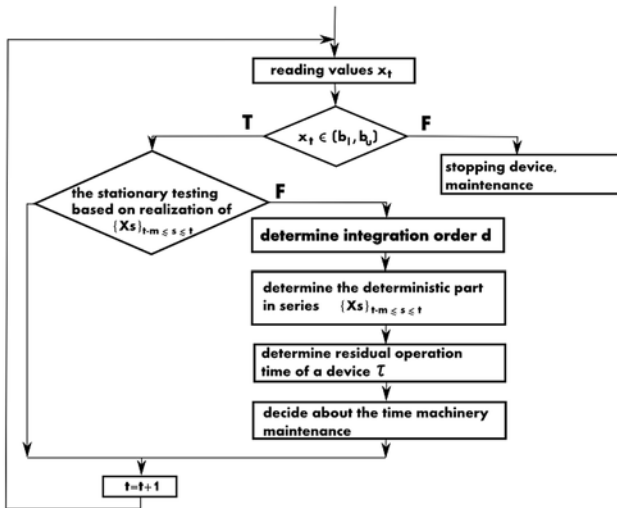 reading values xₜ
T
xₜ ∈ (bₗ, bᵤ)
F
stopping device,
maintenance
the stationary testing
based on realization of
{Xs}ₜ₋ₘ ≤ ₛ ≤ ₜ
F
determine integration order d
determine the deterministic part
in series {Xs}ₜ₋ₘ ≤ ₛ ≤ ₜ
determine residual operation
time of a device τ
decide about the time machinery
maintenance
t=t+1